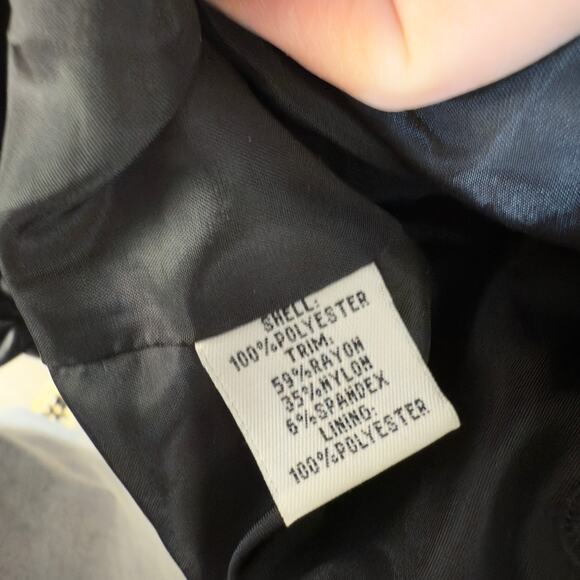 SHELL:
100%POLYESTER
TRIM:
59%RAYON
35%NYLON
6%SPANDEX
LINING:
100%POLYESTER